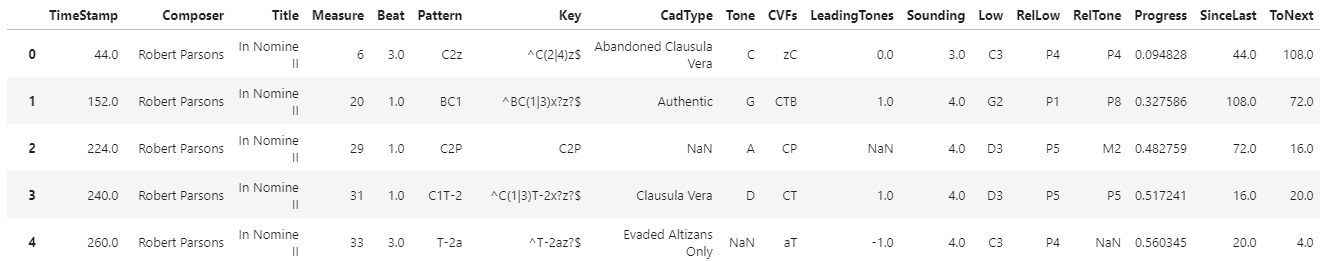 TimeStamp Composer Title Measure Beat Pattern Key CadType Tone CVFs LeadingTones Sounding Low RelLow RelTone Progress SinceLast ToNext
0 44.0 Robert Parsons In Nomine II 6 3.0 C2z ^C(2|4)z$ Abandoned Clausula Vera C zC 0.0 3.0 C3 P4 P4 0.094828 44.0 108.0
1 152.0 Robert Parsons In Nomine II 20 1.0 BC1 ^BC(1|3)x?z?$ Authentic G CTB 1.0 4.0 G2 P1 P8 0.327586 108.0 72.0
2 224.0 Robert Parsons In Nomine II 29 1.0 C2P C2P NaN A CP NaN 4.0 D3 P5 M2 0.482759 72.0 16.0
3 240.0 Robert Parsons In Nomine II 31 1.0 C1T-2 ^C(1|3)T-2x?z?$ Clausula Vera D CT 1.0 4.0 D3 P5 P5 0.517241 16.0 20.0
4 260.0 Robert Parsons In Nomine II 33 3.0 T-2a ^T-2az?$ Evaded Altizans Only NaN aT -1.0 4.0 C3 P4 NaN 0.560345 20.0 4.0